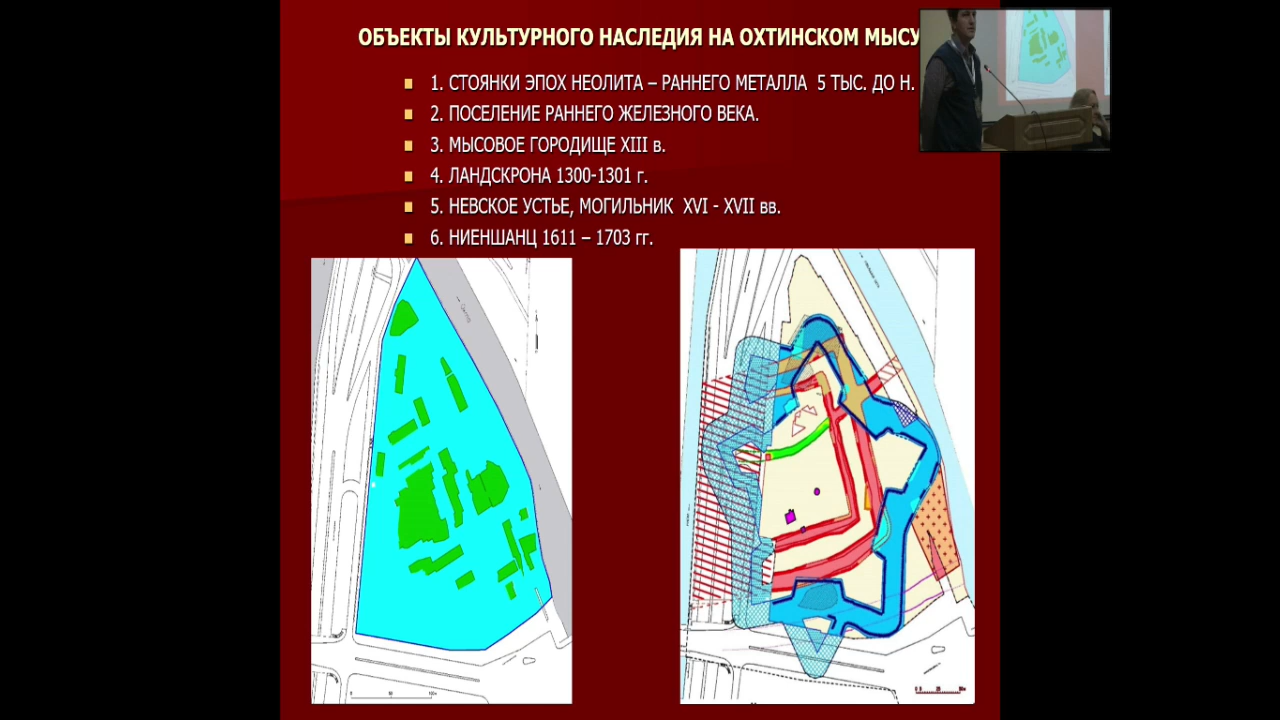 ОБЪЕКТЫ КУЛЬТУРНОГО НАСЛЕДИЯ НА ОХТИНСКОМ МЫСУ
1. СТОЯНКИ ЭПОХ НЕОЛИТА – РАННЕГО МЕТАЛЛА 5 ТЫС. ДО Н.
2. ПОСЕЛЕНИЕ РАННЕГО ЖЕЛЕЗНОГО ВЕКА.
3. МЫСОВОЕ ГОРОДИЩЕ XIII в.
4. ЛАНДСКРОНА 1300-1301 г.
5. НЕВСКОЕ УСТЬЕ, МОГИЛЬНИК XVI - XVII вв.
6. НИЕНШАНЦ 1611 – 1703 гг.